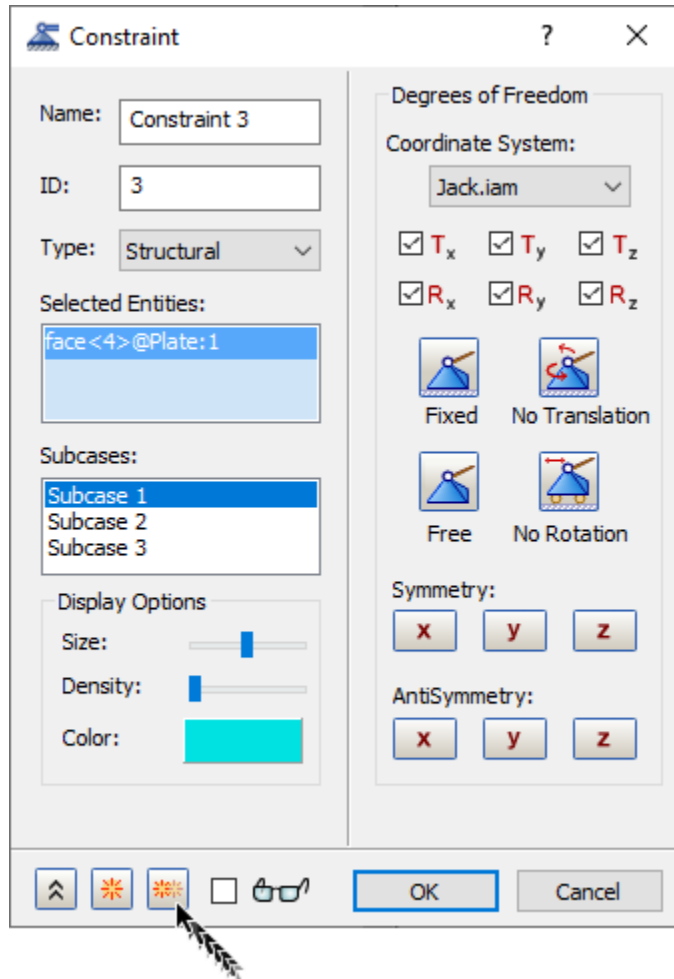 Constraint
?
Name: Constraint 3
ID: 3
Type: Structural
Selected Entities:
face<4>@Plate:1
Subcases:
Subcase 1
Subcase 2
Subcase 3
Display Options
Size:
Density:
Color:
Degrees of Freedom
Coordinate System:
Jack.iam
Tx Ty Tz
Rx Ry Rz
Fixed No Translation
Free No Rotation
Symmetry:
x y z
AntiSymmetry:
x y z
OK Cancel